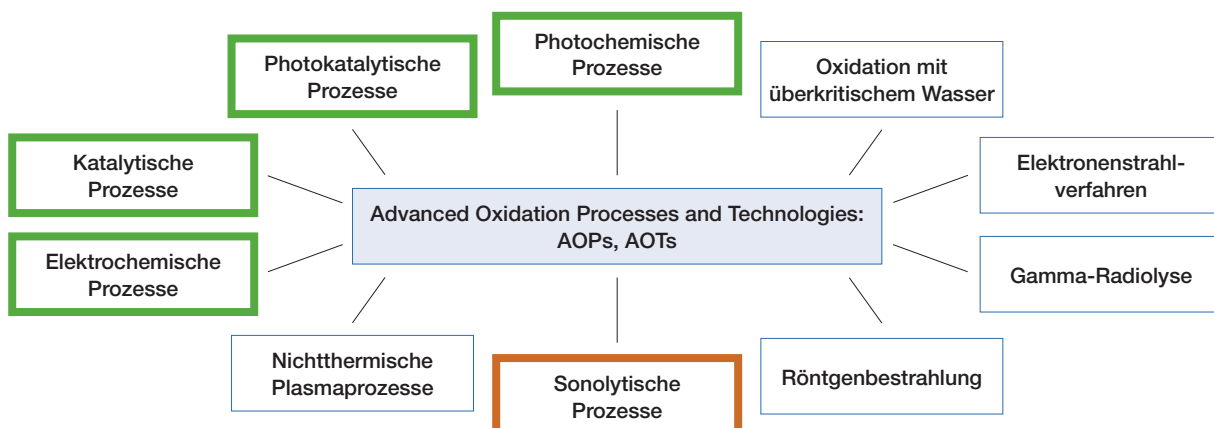 Photochemische
Prozesse
Photokatalytische
Prozesse
Oxidation mit
überkritischem Wasser
Katalytische
Prozesse
Elektronenstrahl-
verfahren
Advanced Oxidation Processes and Technologies:
AOPs, AOTs
Elektrochemische
Prozesse
Gamma-Radiolyse
Nichtthermische
Plasmaprozesse
Sonolytische
Prozesse
Röntgenbestrahlung